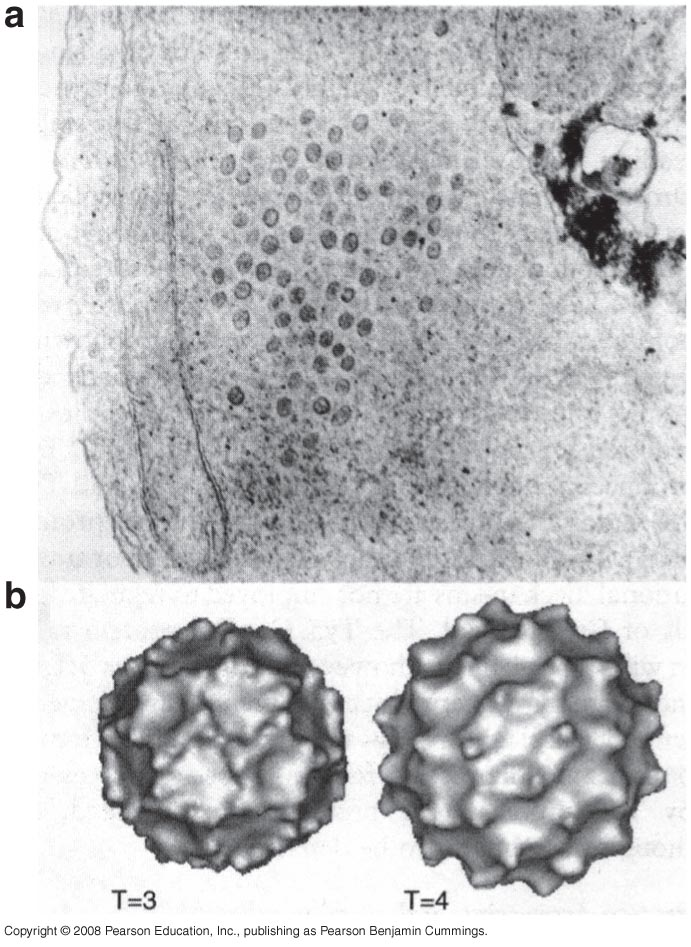 a
b
T=3
T=4
Copyright © 2008 Pearson Education, Inc., publishing as Pearson Benjamin Cummings.